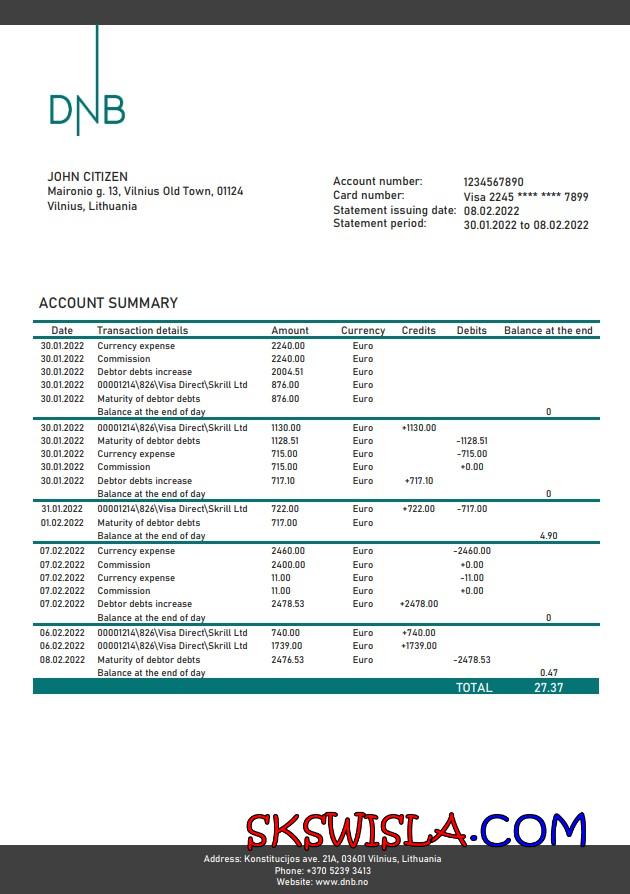 DNB
JOHN CITIZEN
Maironio g. 13, Vilnius Old Town, 01124
Vilnius, Lithuania
Account number: 1234567890
Card number: Visa 2245 **** **** 7899
Statement issuing date: 08.02.2022
Statement period: 30.01.2022 to 08.02.2022
ACCOUNT SUMMARY
Date Transaction details Amount Currency Credits Debits Balance at the end
30.01.2022 Currency expense 2240.00 Euro
30.01.2022 Commission 2240.00 Euro
30.01.2022 Debtor debts increase 2004.51 Euro
30.01.2022 00001214\826\Visa Direct\Skrill Ltd 876.00 Euro
30.01.2022 Maturity of debtor debts 876.00 Euro
Balance at the end of day 0
30.01.2022 00001214\826\Visa Direct\Skrill Ltd 1130.00 Euro +1130.00
30.01.2022 Maturity of debtor debts 1128.51 Euro -1128.51
30.01.2022 Currency expense 715.00 Euro -715.00
30.01.2022 Commission 715.00 Euro +0.00
30.01.2022 Debtor debts increase 717.10 Euro +717.10
Balance at the end of day 0
31.01.2022 00001214\826\Visa Direct\Skrill Ltd 722.00 Euro +722.00 -717.00
01.02.2022 Maturity of debtor debts 717.00 Euro
Balance at the end of day 4.90
07.02.2022 Currency expense 2460.00 Euro -2460.00
07.02.2022 Commission 2400.00 Euro +0.00
07.02.2022 Currency expense 11.00 Euro -11.00
07.02.2022 Commission 11.00 Euro +0.00
07.02.2022 Debtor debts increase 2478.53 Euro +2478.00
Balance at the end of day 0
06.02.2022 00001214\826\Visa Direct\Skrill Ltd 740.00 Euro +740.00
06.02.2022 00001214\826\Visa Direct\Skrill Ltd 1739.00 Euro +1739.00
08.02.2022 Maturity of debtor debts 2476.53 Euro -2478.53
Balance at the end of day 0.47
TOTAL 27.37
SKSWISLA.COM
Address: Konstitucijos ave. 21A, 03601 Vilnius, Lithuania
Phone: +370 5239 3413
Website: www.dnb.no